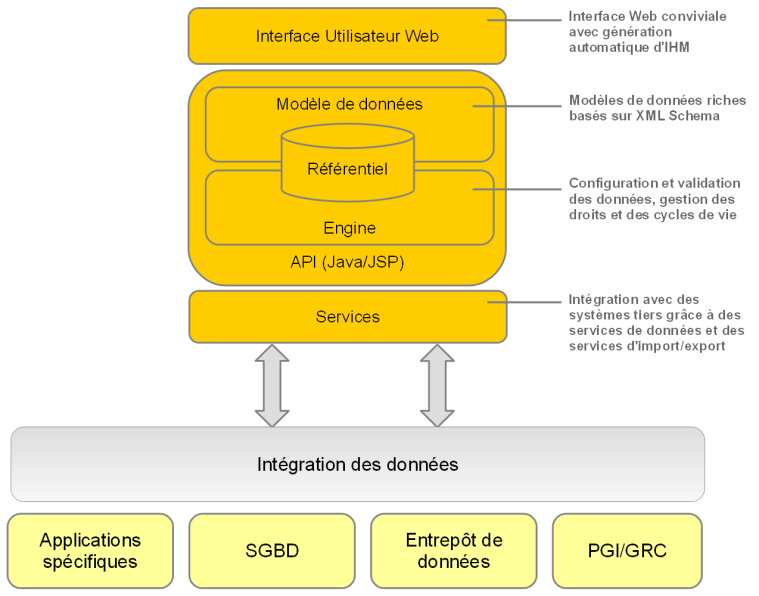 Interface Utilisateur Web
Interface Web conviviale
avec génération
automatique d'IHM
Modèle de données
Modèles de données riches
basés sur XML Schema
Référentiel
Configuration et validation
des données, gestion des
droits et des cycles de vie
Engine
API (Java/JSP)
Services
Intégration avec des
systèmes tiers grâce à des
services de données et des
services d'import/export
Intégration des données
Applications
spécifiques
SGBD
Entrepôt de
données
PGI/GRC